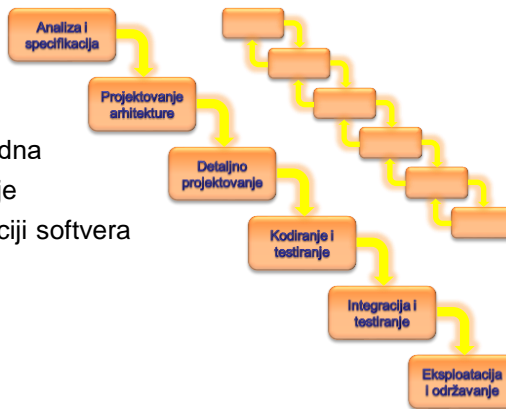 Analiza i
specifikacija
Projektovanje
arhitekture
dna
je
Detaljno
projektovanje
ciji softvera
Kodiranje i
testiranje
Integracija i
testiranje
Eksploatacija
i održavanje